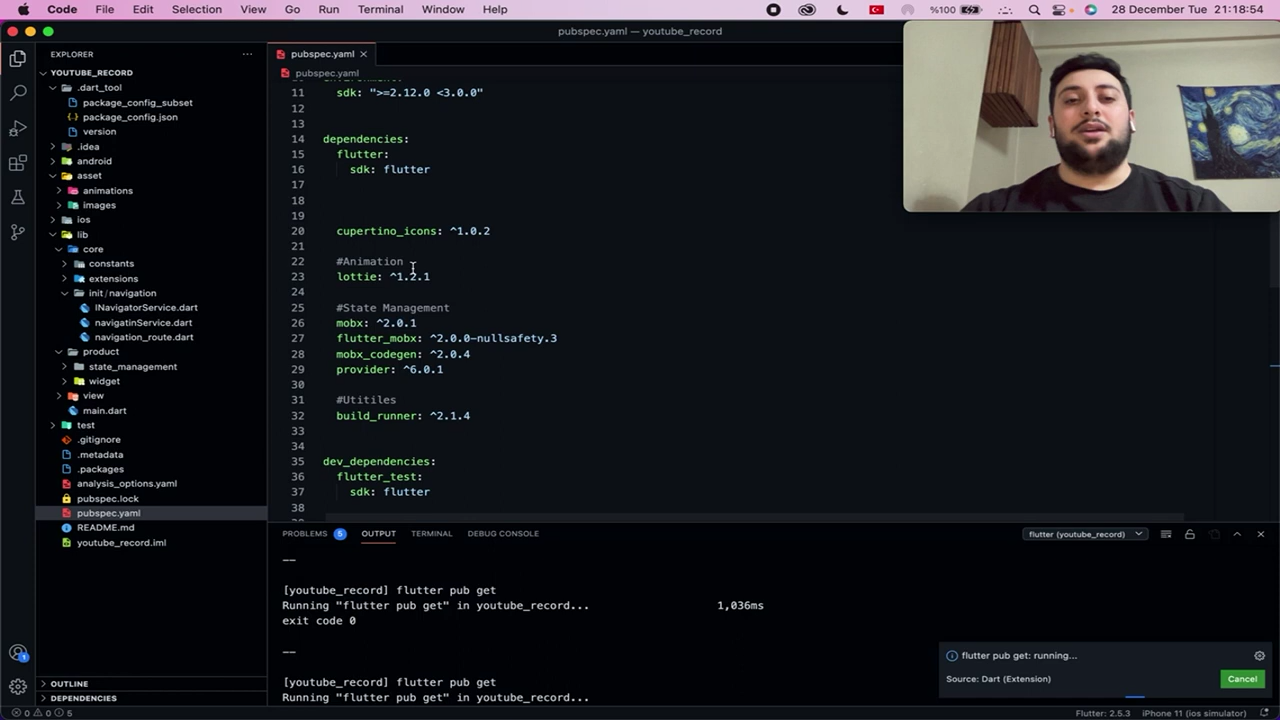 Code File Edit Selection View Go Run Terminal Window Help %100 28 December Tue 21:18:54
pubspec.yaml — youtube_record
EXPLORER
YOUTUBE_RECORD
.dart_tool
package_config_subset
package_config.json
version
.idea
android
asset
animations
images
ios
lib
core
constants
extensions
init/navigation
INavigatorService.dart
navigatinService.dart
navigation_route.dart
product
state_management
widget
view
main.dart
test
.gitignore
.metadata
.packages
analysis_options.yaml
pubspec.lock
pubspec.yaml
README.md
youtube_record.iml
OUTLINE
DEPENDENCIES
pubspec.yaml
pubspec.yaml
11 sdk: ">=2.12.0 <3.0.0"
12
13
14 dependencies:
15 flutter:
16 sdk: flutter
17
18
19
20 cupertino_icons: ^1.0.2
21
22 #Animation
23 lottie: ^1.2.1
24
25 #State Management
26 mobx: ^2.0.1
27 flutter_mobx: ^2.0.0-nullsafety.3
28 mobx_codegen: ^2.0.4
29 provider: ^6.0.1
30
31 #Utitiles
32 build_runner: ^2.1.4
33
34
35 dev_dependencies:
36 flutter_test:
37 sdk: flutter
38
PROBLEMS 5 OUTPUT TERMINAL DEBUG CONSOLE flutter (youtube_record)
--
[youtube_record] flutter pub get
Running "flutter pub get" in youtube_record... 1,036ms
exit code 0
--
[youtube_record] flutter pub get
Running "flutter pub get" in youtube_record...
flutter pub get: running...
Source: Dart (Extension) Cancel
1
0 0 5 Flutter: 2.5.3 iPhone 11 (ios simulator)